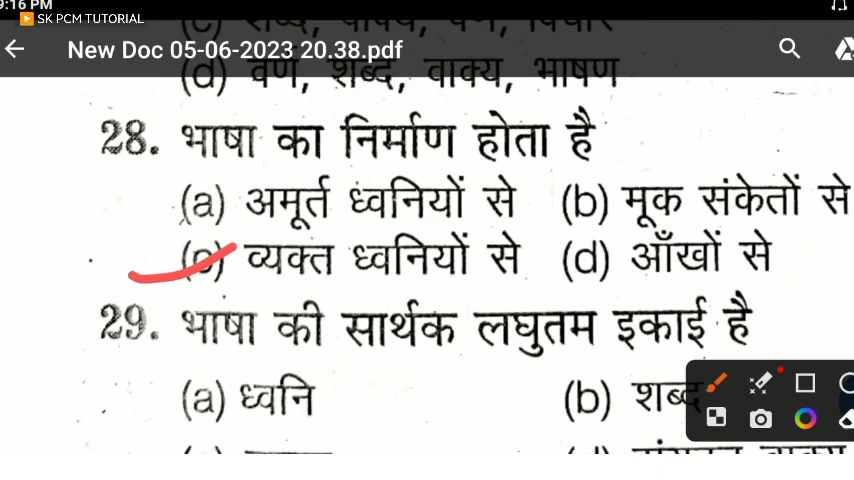 9:16 PM
SK PCM TUTORIAL
New Doc 05-06-2023 20.38.pdf
(d) वर्ण, शब्द, वाक्य, भाषण
28. भाषा का निर्माण होता है
(a) अमूर्त ध्वनियों से (b) मूक संकेतों से
(c) व्यक्त ध्वनियों से (d) आँखों से
29. भाषा की सार्थक लघुतम इकाई है
(a) ध्वनि (b) शब्द